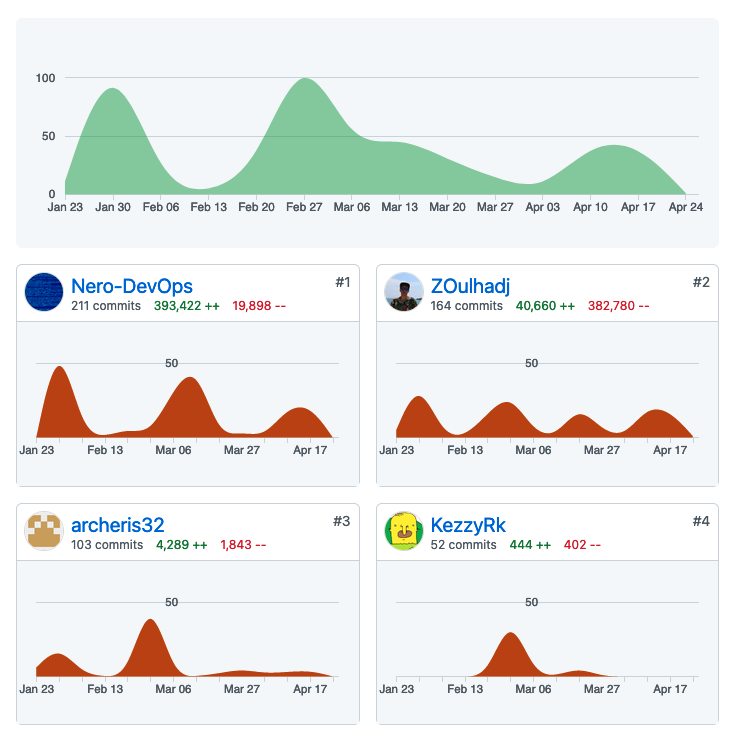 100
50
0
Jan 23 Jan 30 Feb 06 Feb 13 Feb 20 Feb 27 Mar 06 Mar 13 Mar 20 Mar 27 Apr 03 Apr 10 Apr 17 Apr 24
Nero-DevOps #1
211 commits 393,422 ++ 19,898 --
50
Jan 23 Feb 13 Mar 06 Mar 27 Apr 17
ZOulhadj #2
164 commits 40,660 ++ 382,780 --
50
Jan 23 Feb 13 Mar 06 Mar 27 Apr 17
archeris32 #3
103 commits 4,289 ++ 1,843 --
50
Jan 23 Feb 13 Mar 06 Mar 27 Apr 17
KezzyRk #4
52 commits 444 ++ 402 --
50
Jan 23 Feb 13 Mar 06 Mar 27 Apr 17